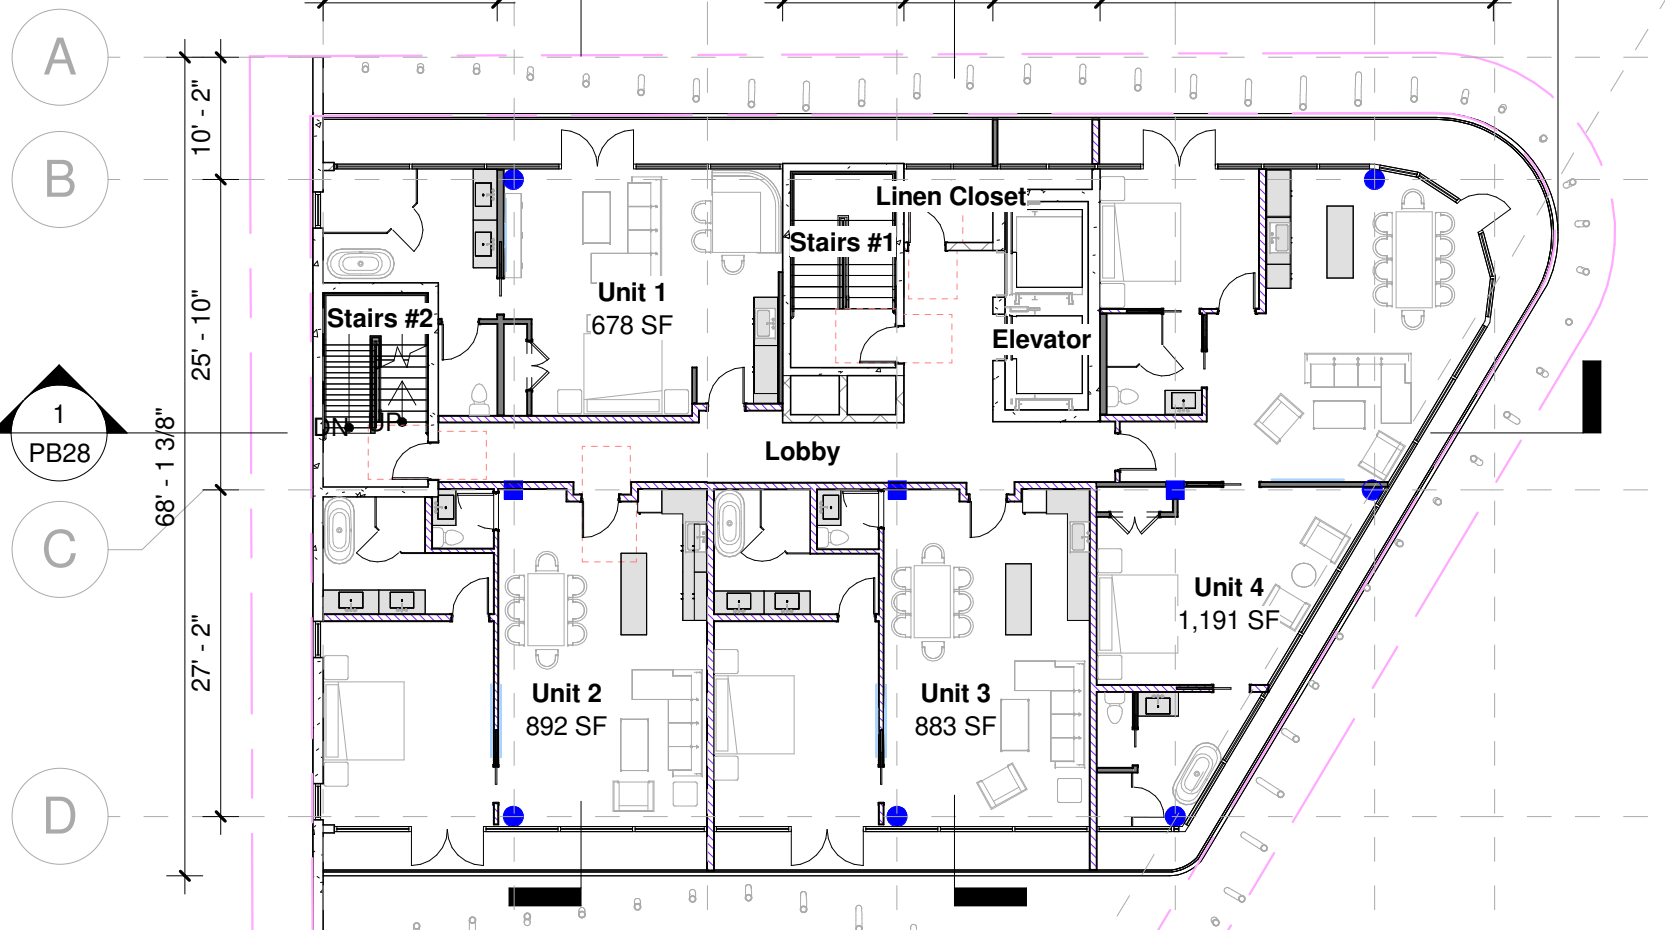 A
10' - 2"
B
Linen Closet
Stairs #1
Unit 1
678 SF
25' - 10"
Stairs #2
Elevator
1
PB28
68' - 1 3/8"
DN
UP
Lobby
C
Unit 4
1,191 SF
27' - 2"
Unit 2
892 SF
Unit 3
883 SF
D